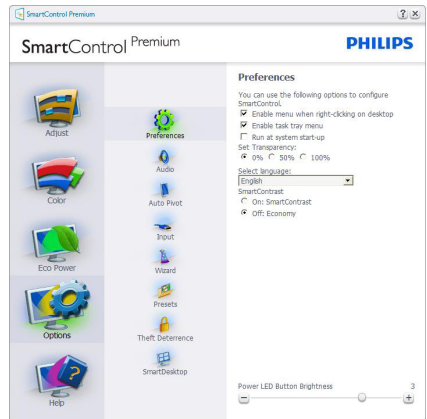 SmartControl Premium
SmartControl Premium
PHILIPS
Adjust
Color
Eco Power
Options
Help
Preferences
Audio
Auto Pivot
Input
Wizard
Presets
Theft Deterrence
SmartDesktop
Preferences
You can use the following options to configure
SmartControl.
Enable menu when right-clicking on desktop
Enable task tray menu
Run at system start-up
Set Transparency:
0% 50% 100%
Select language:
English
SmartContrast
On: SmartContrast
Off: Economy
Power LED Button Brightness 3